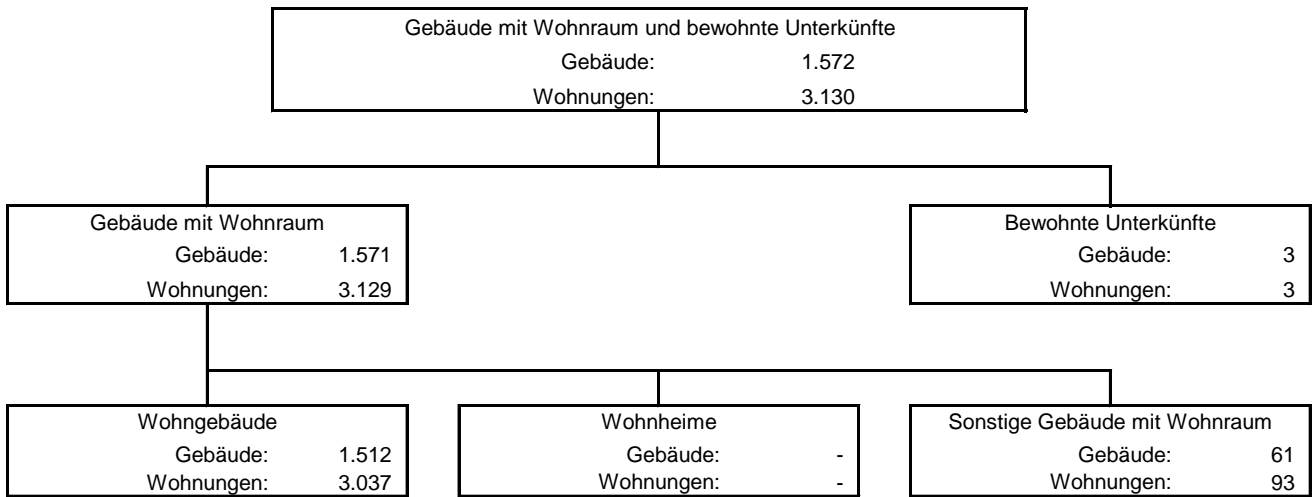 Gebäude mit Wohnraum und bewohnte Unterkünfte
Gebäude: 1.572
Wohnungen: 3.130
Gebäude mit Wohnraum
Gebäude: 1.571
Wohnungen: 3.129
Bewohnte Unterkünfte
Gebäude: 3
Wohnungen: 3
Wohngebäude
Gebäude: 1.512
Wohnungen: 3.037
Wohnheime
Gebäude: -
Wohnungen: -
Sonstige Gebäude mit Wohnraum
Gebäude: 61
Wohnungen: 93